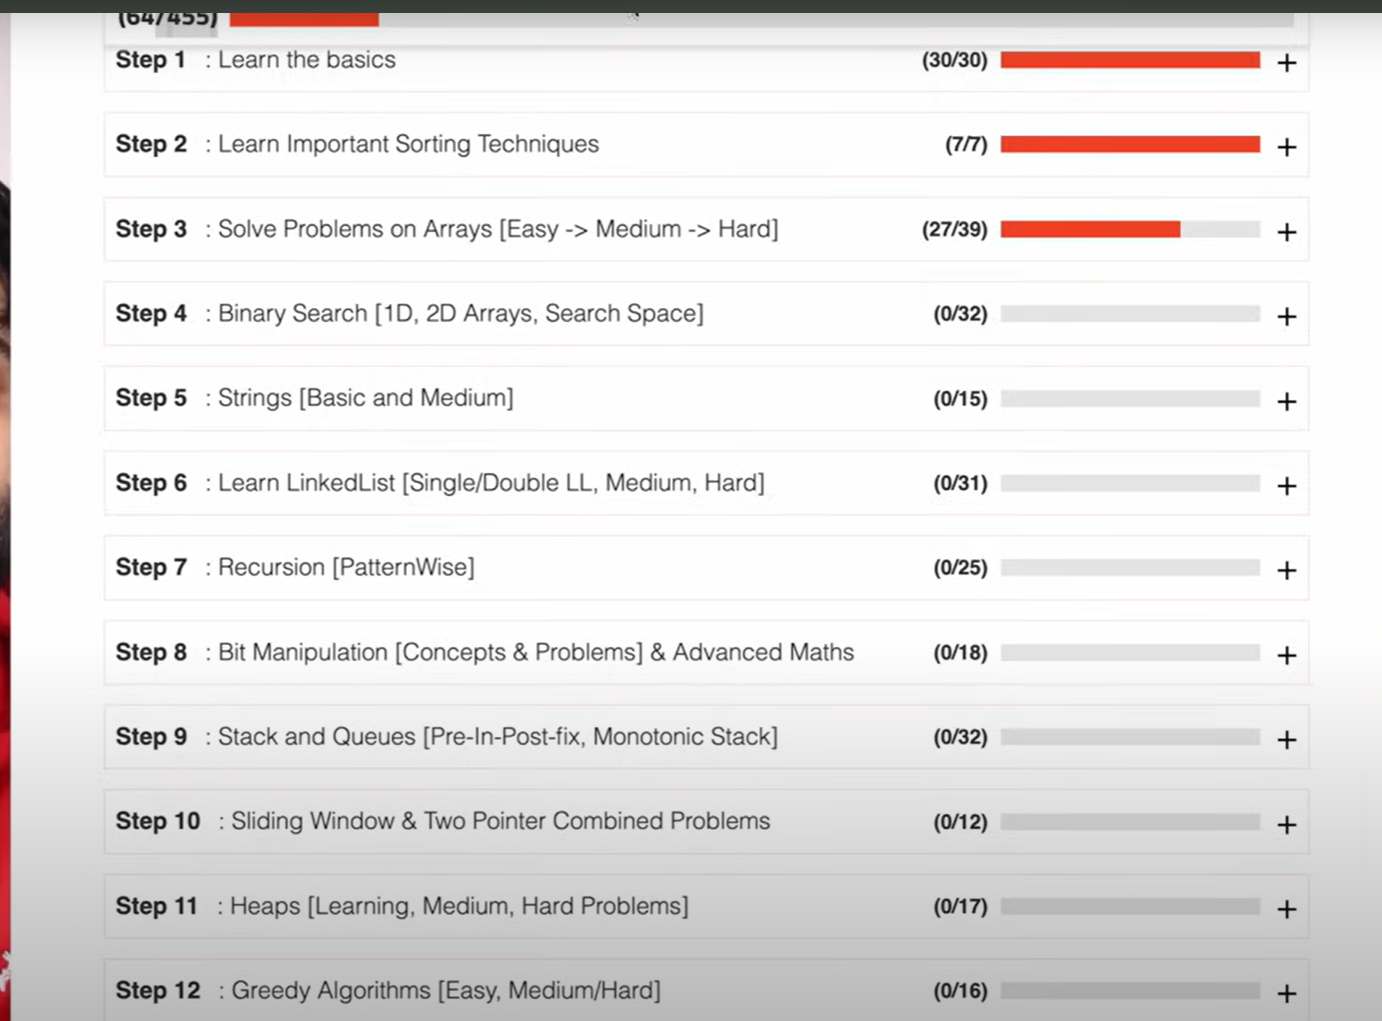 (64/455)
Step 1 : Learn the basics (30/30) +
Step 2 : Learn Important Sorting Techniques (7/7) +
Step 3 : Solve Problems on Arrays [Easy -> Medium -> Hard] (27/39) +
Step 4 : Binary Search [1D, 2D Arrays, Search Space] (0/32) +
Step 5 : Strings [Basic and Medium] (0/15) +
Step 6 : Learn LinkedList [Single/Double LL, Medium, Hard] (0/31) +
Step 7 : Recursion [PatternWise] (0/25) +
Step 8 : Bit Manipulation [Concepts & Problems] & Advanced Maths (0/18) +
Step 9 : Stack and Queues [Pre-In-Post-fix, Monotonic Stack] (0/32) +
Step 10 : Sliding Window & Two Pointer Combined Problems (0/12) +
Step 11 : Heaps [Learning, Medium, Hard Problems] (0/17) +
Step 12 : Greedy Algorithms [Easy, Medium/Hard] (0/16) +